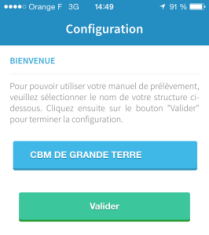 Orange F 3G 14:49 91 %
Configuration
BIENVENUE
Pour pouvoir utiliser votre manuel de prélèvement,
veuillez sélectionner le nom de votre structure ci-
dessous. Cliquez ensuite sur le bouton "Valider"
pour terminer la configuration.
CBM DE GRANDE TERRE
Valider